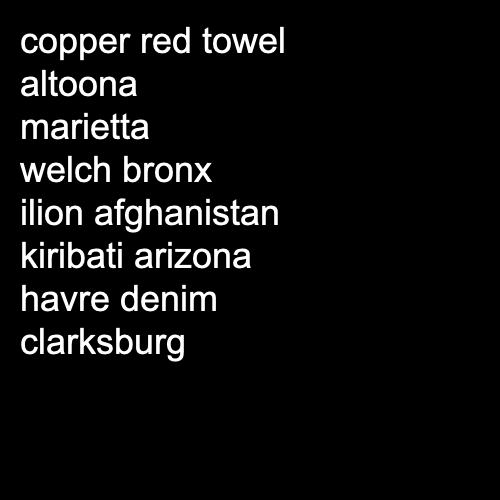 copper red towel
altoona
marietta
welch bronx
ilion afghanistan
kiribati arizona
havre denim
clarksburg